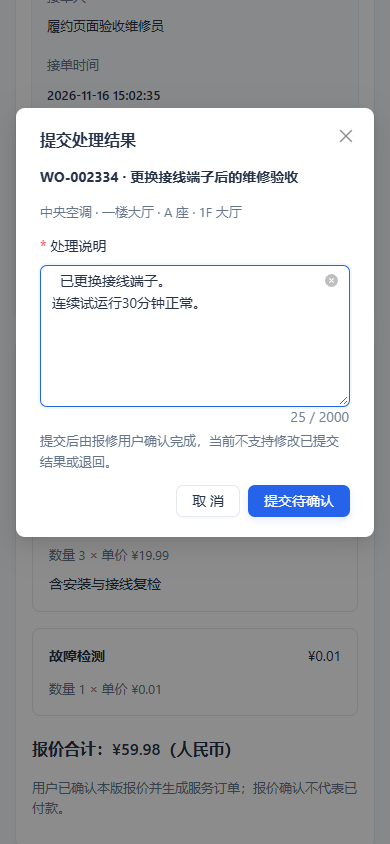 接单人
履约页面验收维修员
接单时间
2026-11-16 15:02:35
提交处理结果
WO-002334 · 更换接线端子后的维修验收
中央空调 · 一楼大厅 · A 座 · 1F 大厅
* 处理说明
已更换接线端子。
连续试运行30分钟正常。
25 / 2000
提交后由报修用户确认完成，当前不支持修改已提交
结果或退回。
取 消
提交待确认
数量 3 × 单价 ¥19.99
含安装与接线复检
故障检测
¥0.01
数量 1 × 单价 ¥0.01
报价合计：¥59.98（人民币）
用户已确认本版报价并生成服务订单；报价确认不代表已
付款。